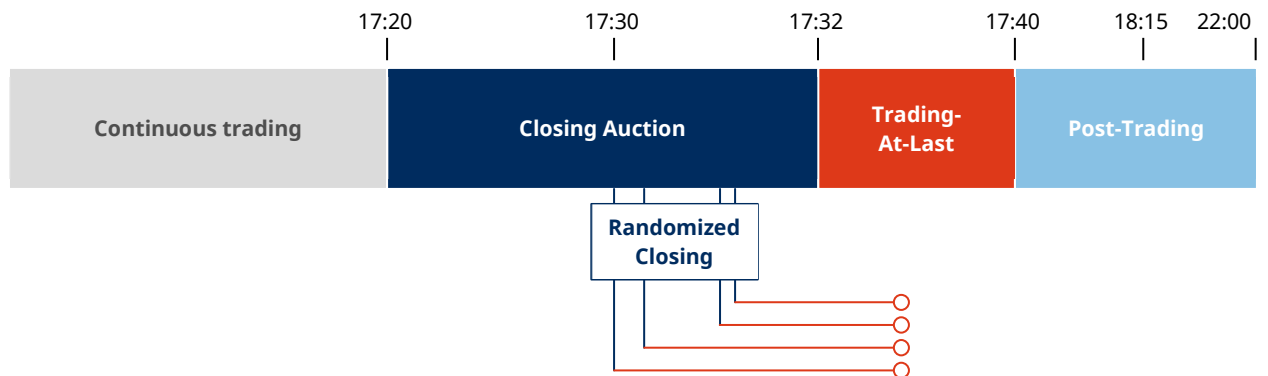 17:20 17:30 17:32 17:40 18:15 22:00
Continuous trading
Closing Auction
Trading-
At-Last
Post-Trading
Randomized
Closing